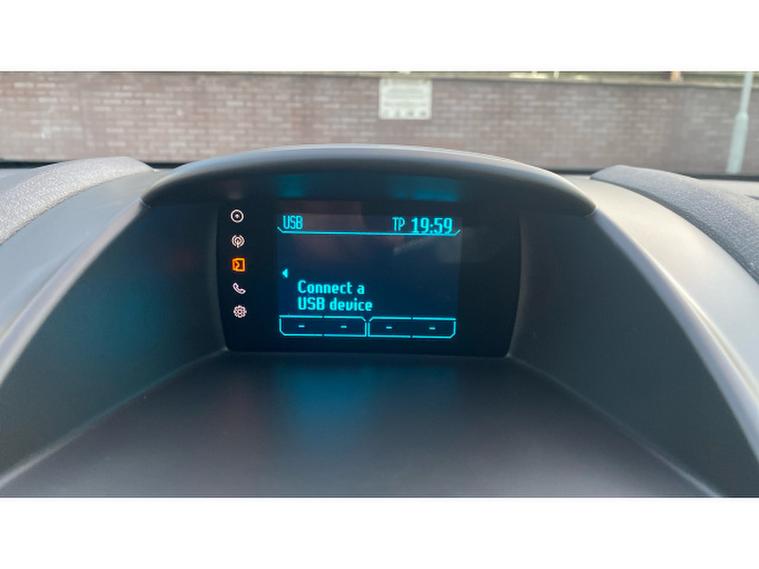 USB TP 19:59
Connect a
USB device